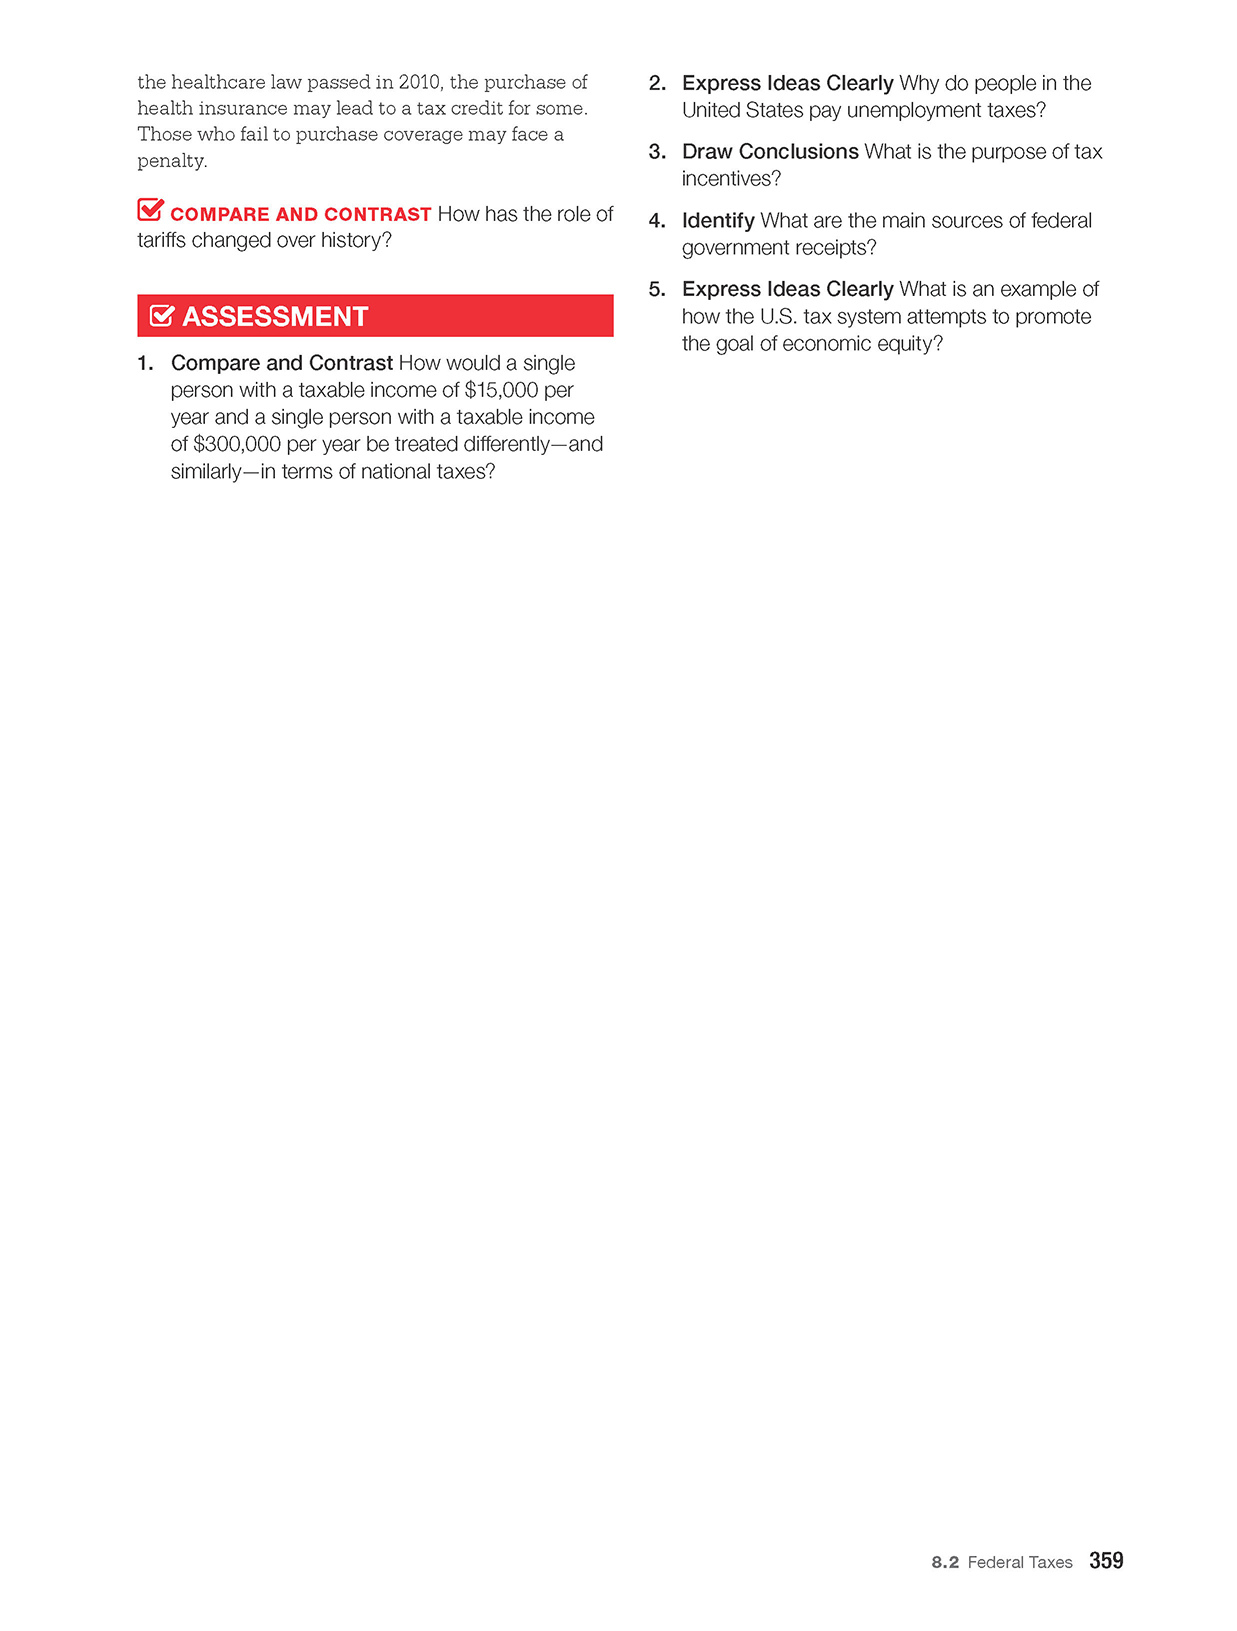 the healthcare law passed in 2010, the purchase of
health insurance may lead to a tax credit for some.
Those who fail to purchase coverage may face a
penalty.
COMPARE AND CONTRAST How has the role of
tariffs changed over history?
ASSESSMENT
1. Compare and Contrast How would a single
person with a taxable income of $15,000 per
year and a single person with a taxable income
of $300,000 per year be treated differently—and
similarly—in terms of national taxes?
2. Express Ideas Clearly Why do people in the
United States pay unemployment taxes?
3. Draw Conclusions What is the purpose of tax
incentives?
4. Identify What are the main sources of federal
government receipts?
5. Express Ideas Clearly What is an example of
how the U.S. tax system attempts to promote
the goal of economic equity?
8.2 Federal Taxes 359